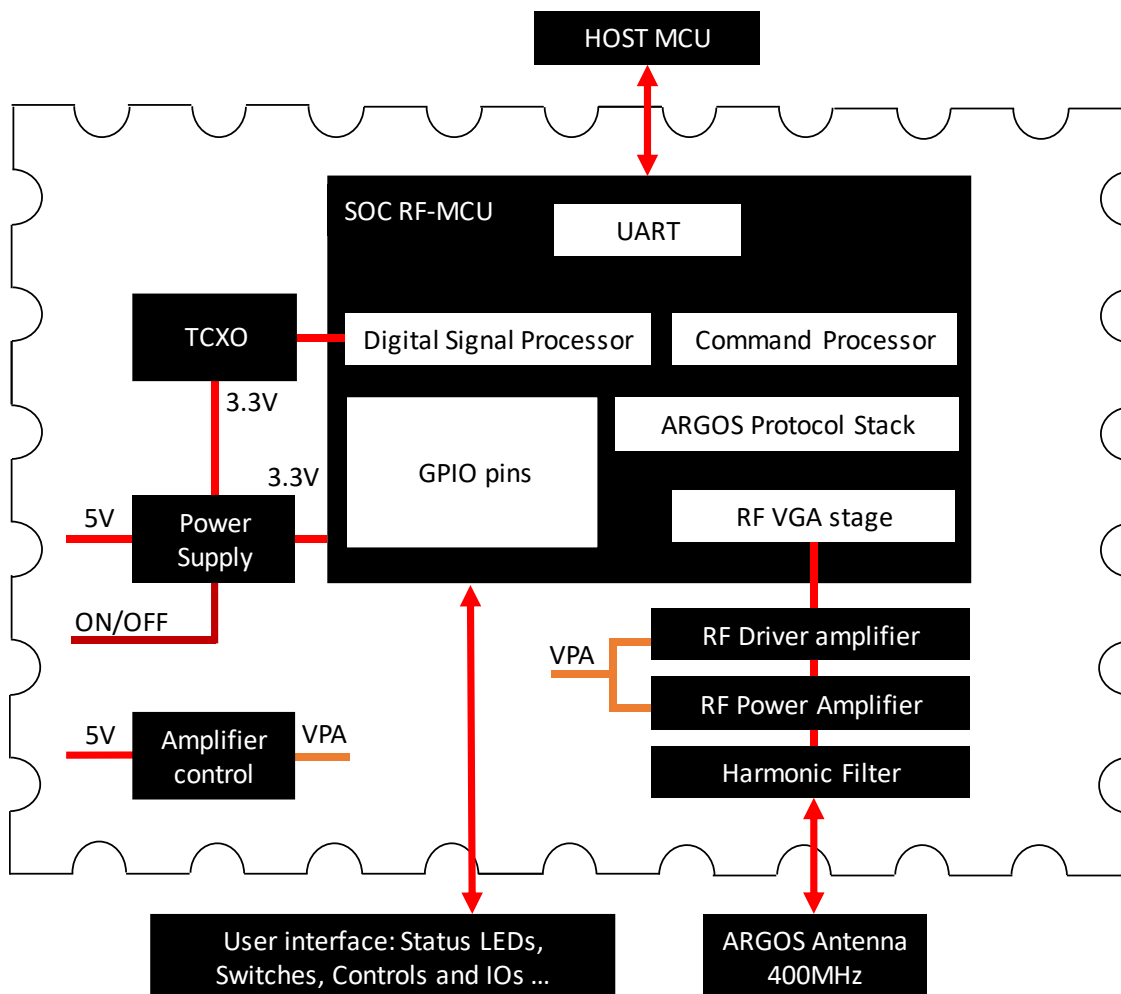 HOST MCU
SOC RF-MCU
UART
TCXO
Digital Signal Processor
Command Processor
3.3V
ARGOS Protocol Stack
GPIO pins
3.3V
5V
Power
Supply
RF VGA stage
ON/OFF
RF Driver amplifier
VPA
RF Power Amplifier
5V
Amplifier
control
VPA
Harmonic Filter
User interface: Status LEDs,
Switches, Controls and IOs ...
ARGOS Antenna
400MHz